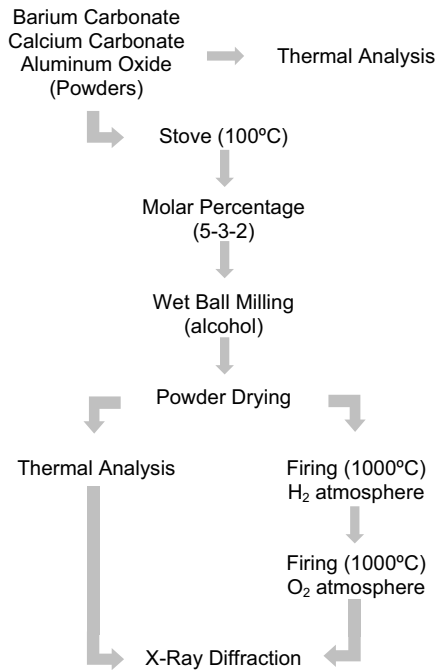 Barium Carbonate
Calcium Carbonate
Aluminum Oxide
(Powders)
Thermal Analysis
Stove (100ºC)
Molar Percentage
(5-3-2)
Wet Ball Milling
(alcohol)
Powder Drying
Thermal Analysis
Firing (1000ºC)
H₂ atmosphere
Firing (1000ºC)
O₂ atmosphere
X-Ray Diffraction